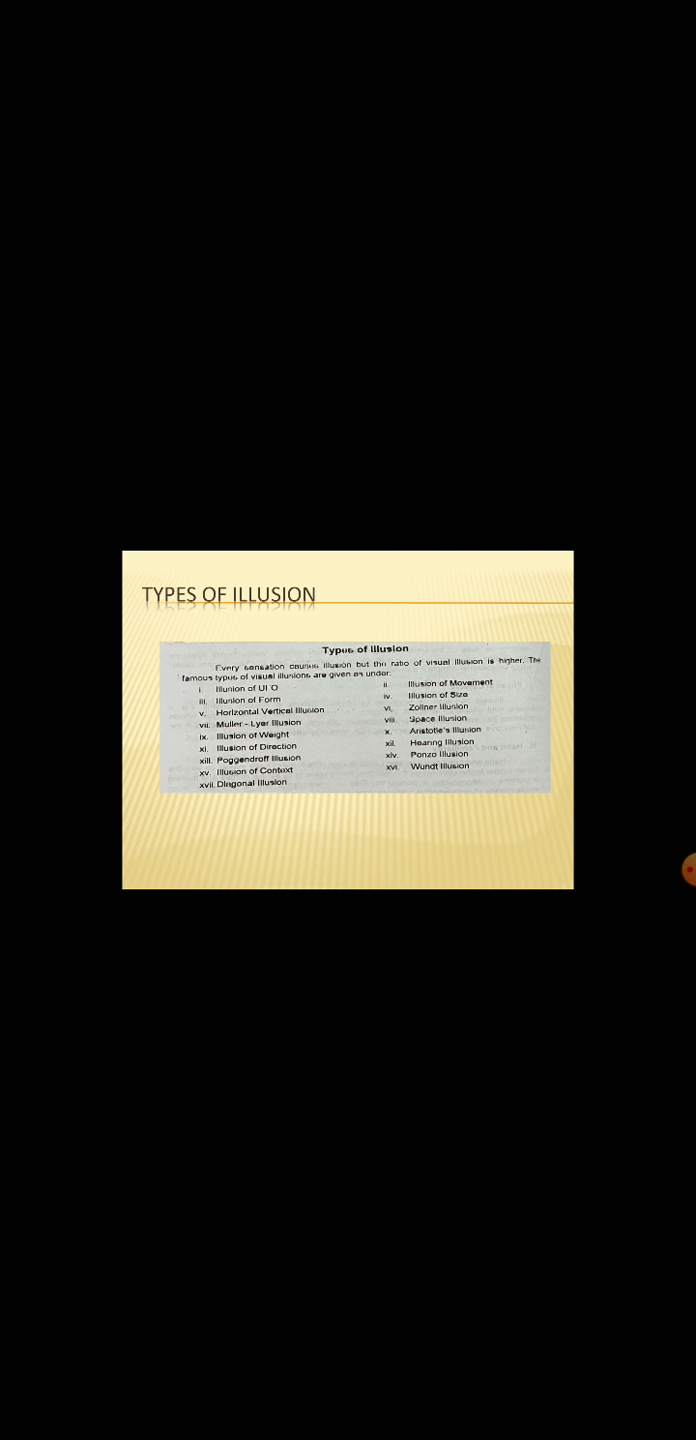 TYPES OF ILLUSION
Types of Illusion
Every sensation causes illusion but the ratio of visual illusion is higher. The
famous types of visual illusions are given as under:
i. Illusion of U F O ii. Illusion of Movement
iii. Illusion of Form iv. Illusion of Size
v. Horizontal Vertical Illusion vi. Zollner Illusion
vii. Muller - Lyer Illusion viii. Space Illusion
ix. Illusion of Weight x. Aristotle's Illusion
xi. Illusion of Direction xii. Hearing Illusion
xiii. Poggendroff Illusion xiv. Ponzo Illusion
xv. Illusion of Context xvi. Wundt Illusion
xvii. Diagonal Illusion